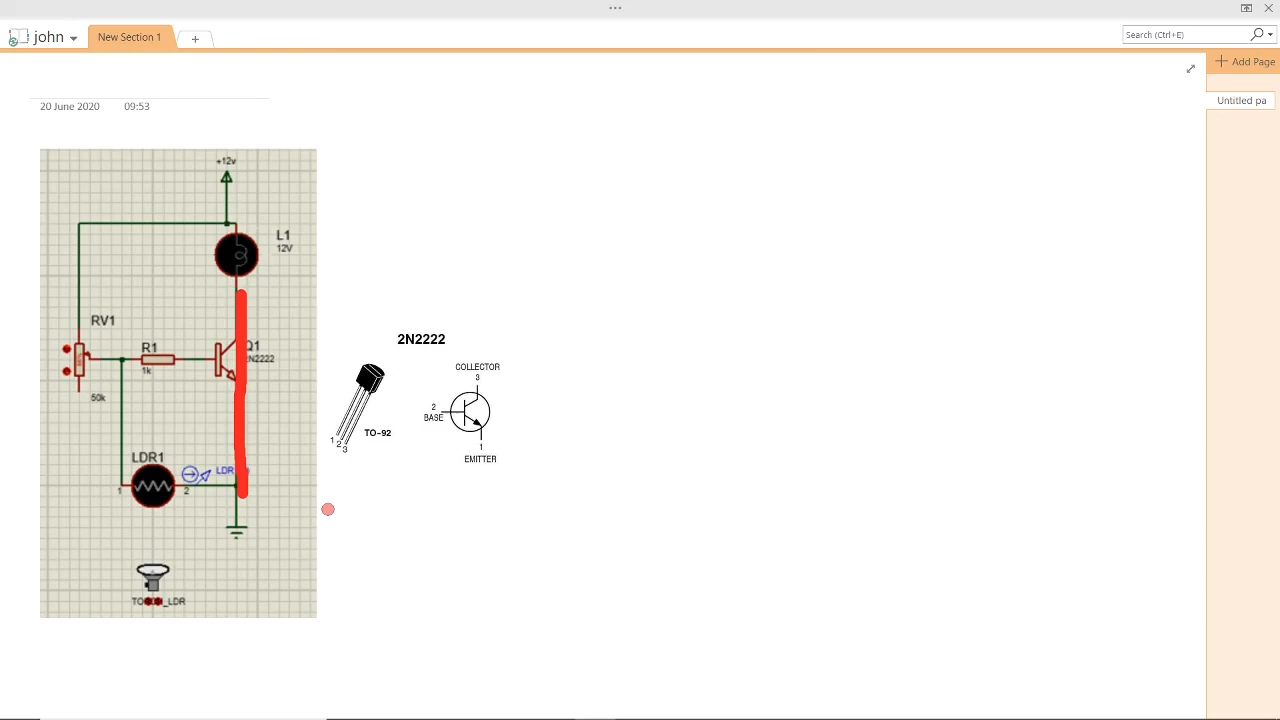 john
New Section 1
+
Search (Ctrl+E)
+ Add Page
Untitled pa
20 June 2020 09:53
+12v
L1
12V
RV1
R1
1k
Q1
2N2222
50k
LDR1
LDR
1
2
2N2222
COLLECTOR
3
2
BASE
1
EMITTER
1
2
3
TO-92